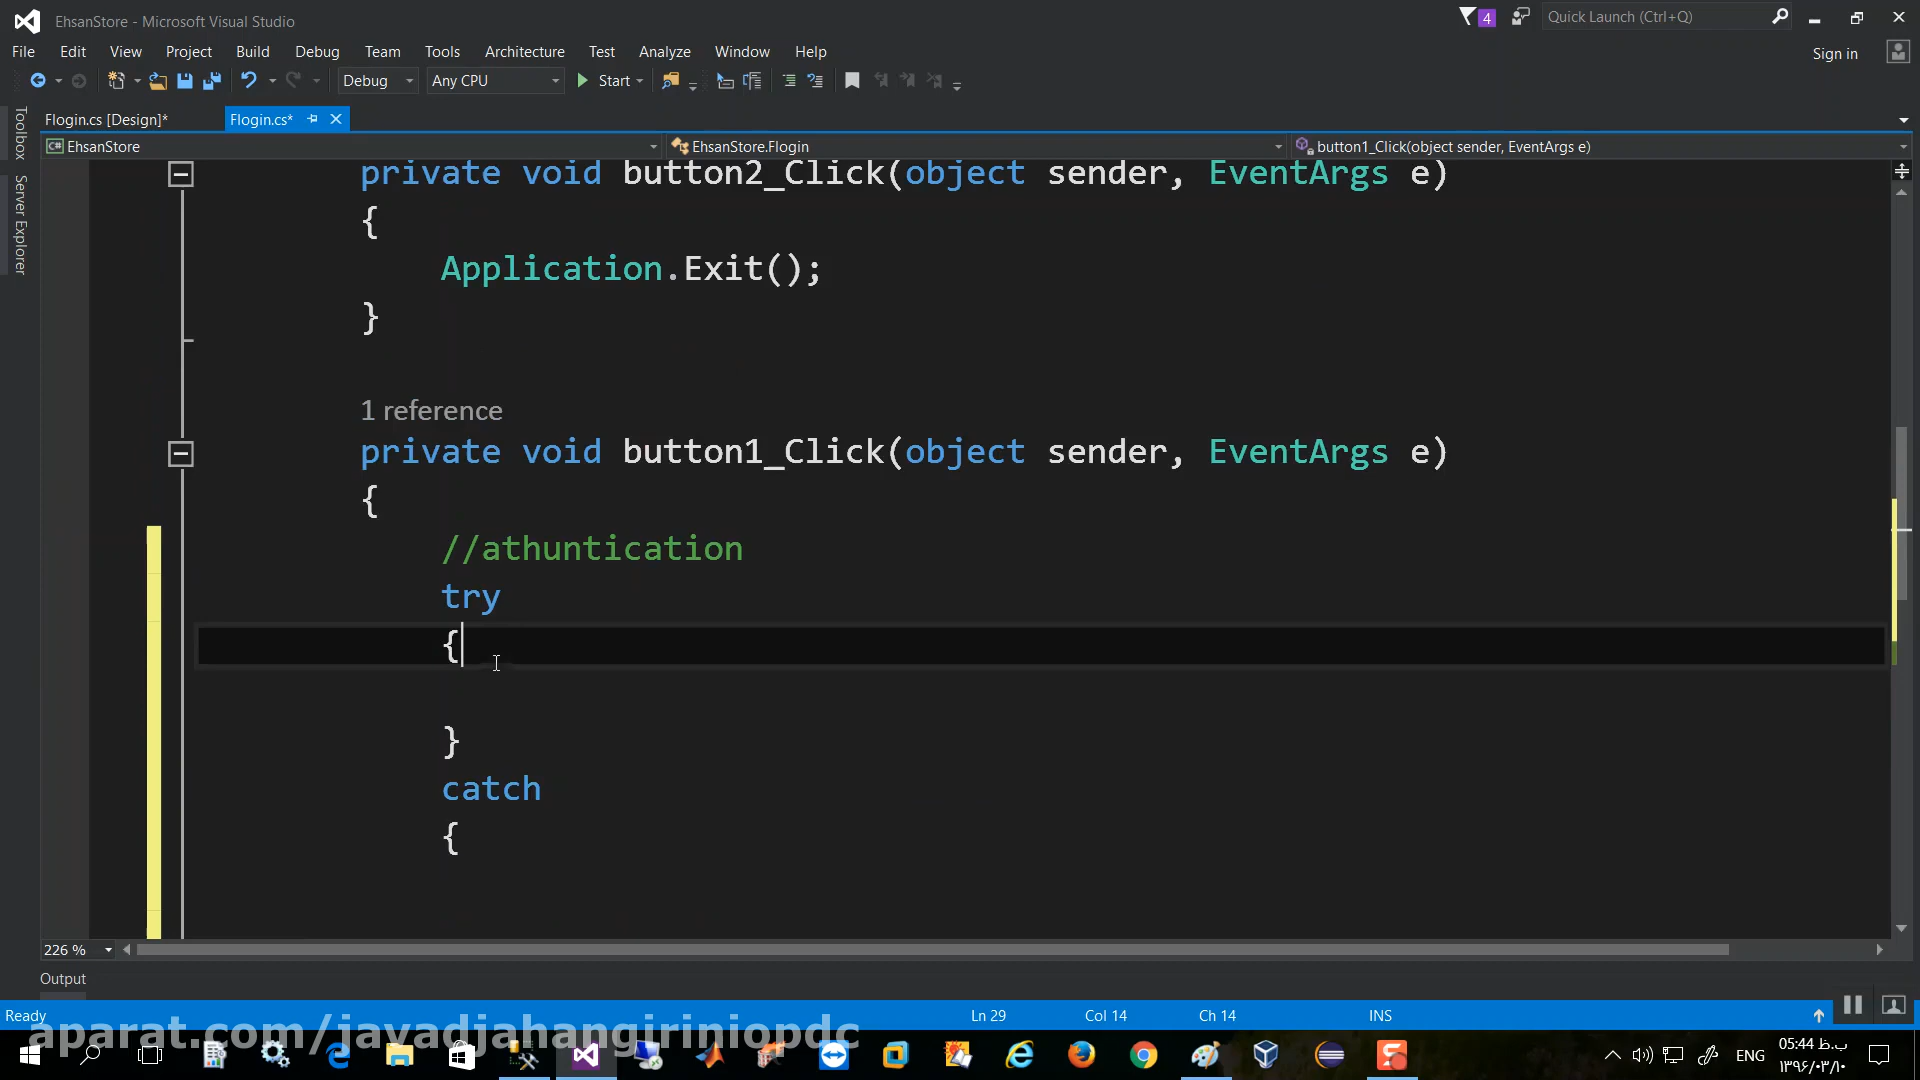 EhsanStore - Microsoft Visual Studio
4
Quick Launch (Ctrl+Q)
File Edit View Project Build Debug Team Tools Architecture Test Analyze Window Help
Sign in
Debug Any CPU Start
Toolbox
Server Explorer
Flogin.cs [Design]* Flogin.cs*
C# EhsanStore EhsanStore.Flogin button1_Click(object sender, EventArgs e)
private void button2_Click(object sender, EventArgs e)
{
Application.Exit();
}
1 reference
private void button1_Click(object sender, EventArgs e)
{
//athuntication
try
{
}
catch
{
226 %
Output
Ready Ln 29 Col 14 Ch 14 INS
aparat.com/javadjahangiriniopdc
ENG 05:44 ب.ظ
۱۳۹۶/۰۳/۱۰